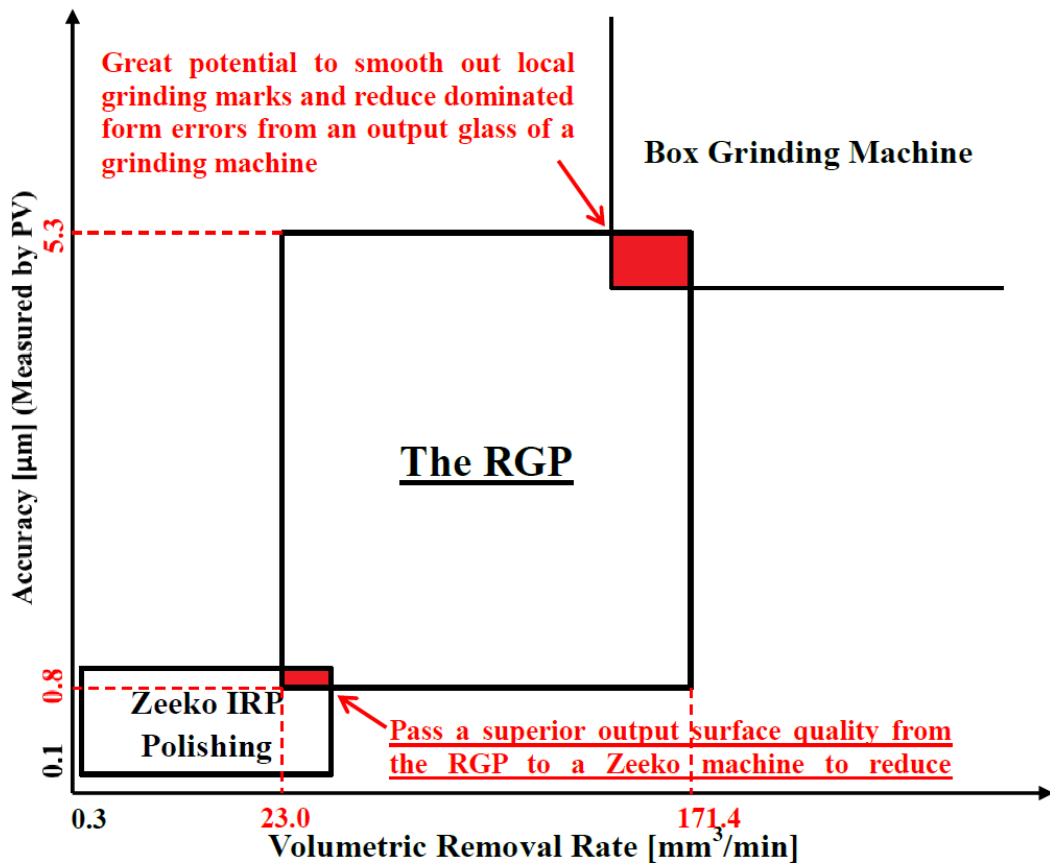 Great potential to smooth out local
grinding marks and reduce dominated
form errors from an output glass of a
grinding machine
Box Grinding Machine
Accuracy [μm] (Measured by PV)
5.3
The RGP
0.8
Zeeko IRP
Polishing
0.1
Pass a superior output surface quality from
the RGP to a Zeeko machine to reduce
0.3
23.0
171.4
Volumetric Removal Rate [mm³/min]